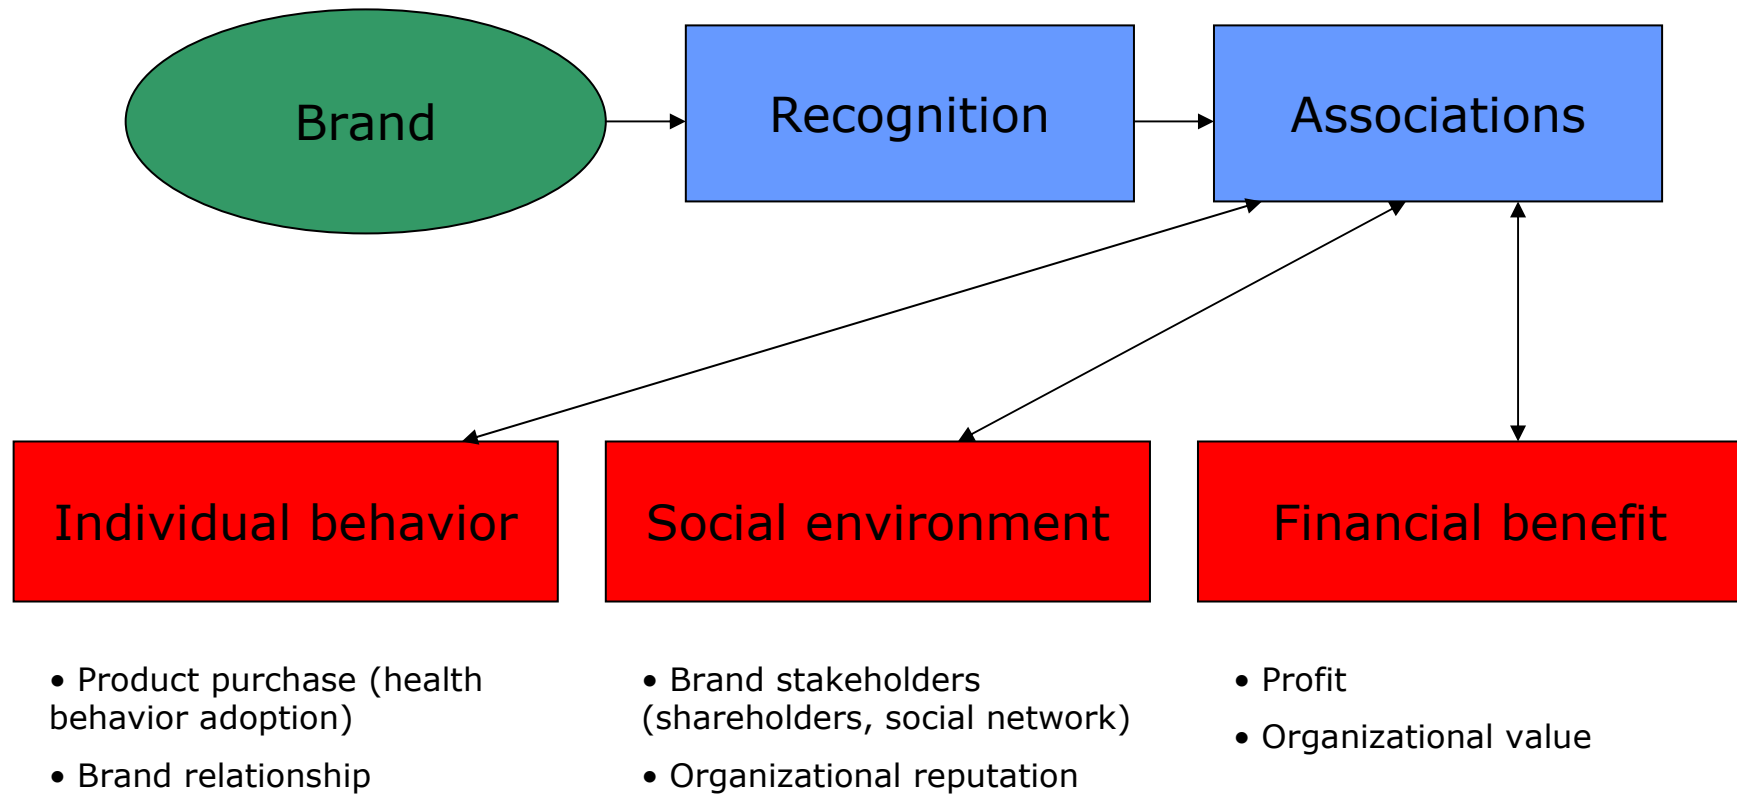 Brand
Recognition
Associations
Individual behavior
Social environment
Financial benefit
• Product purchase (health
behavior adoption)
• Brand relationship
• Brand stakeholders
(shareholders, social network)
• Organizational reputation
• Profit
• Organizational value